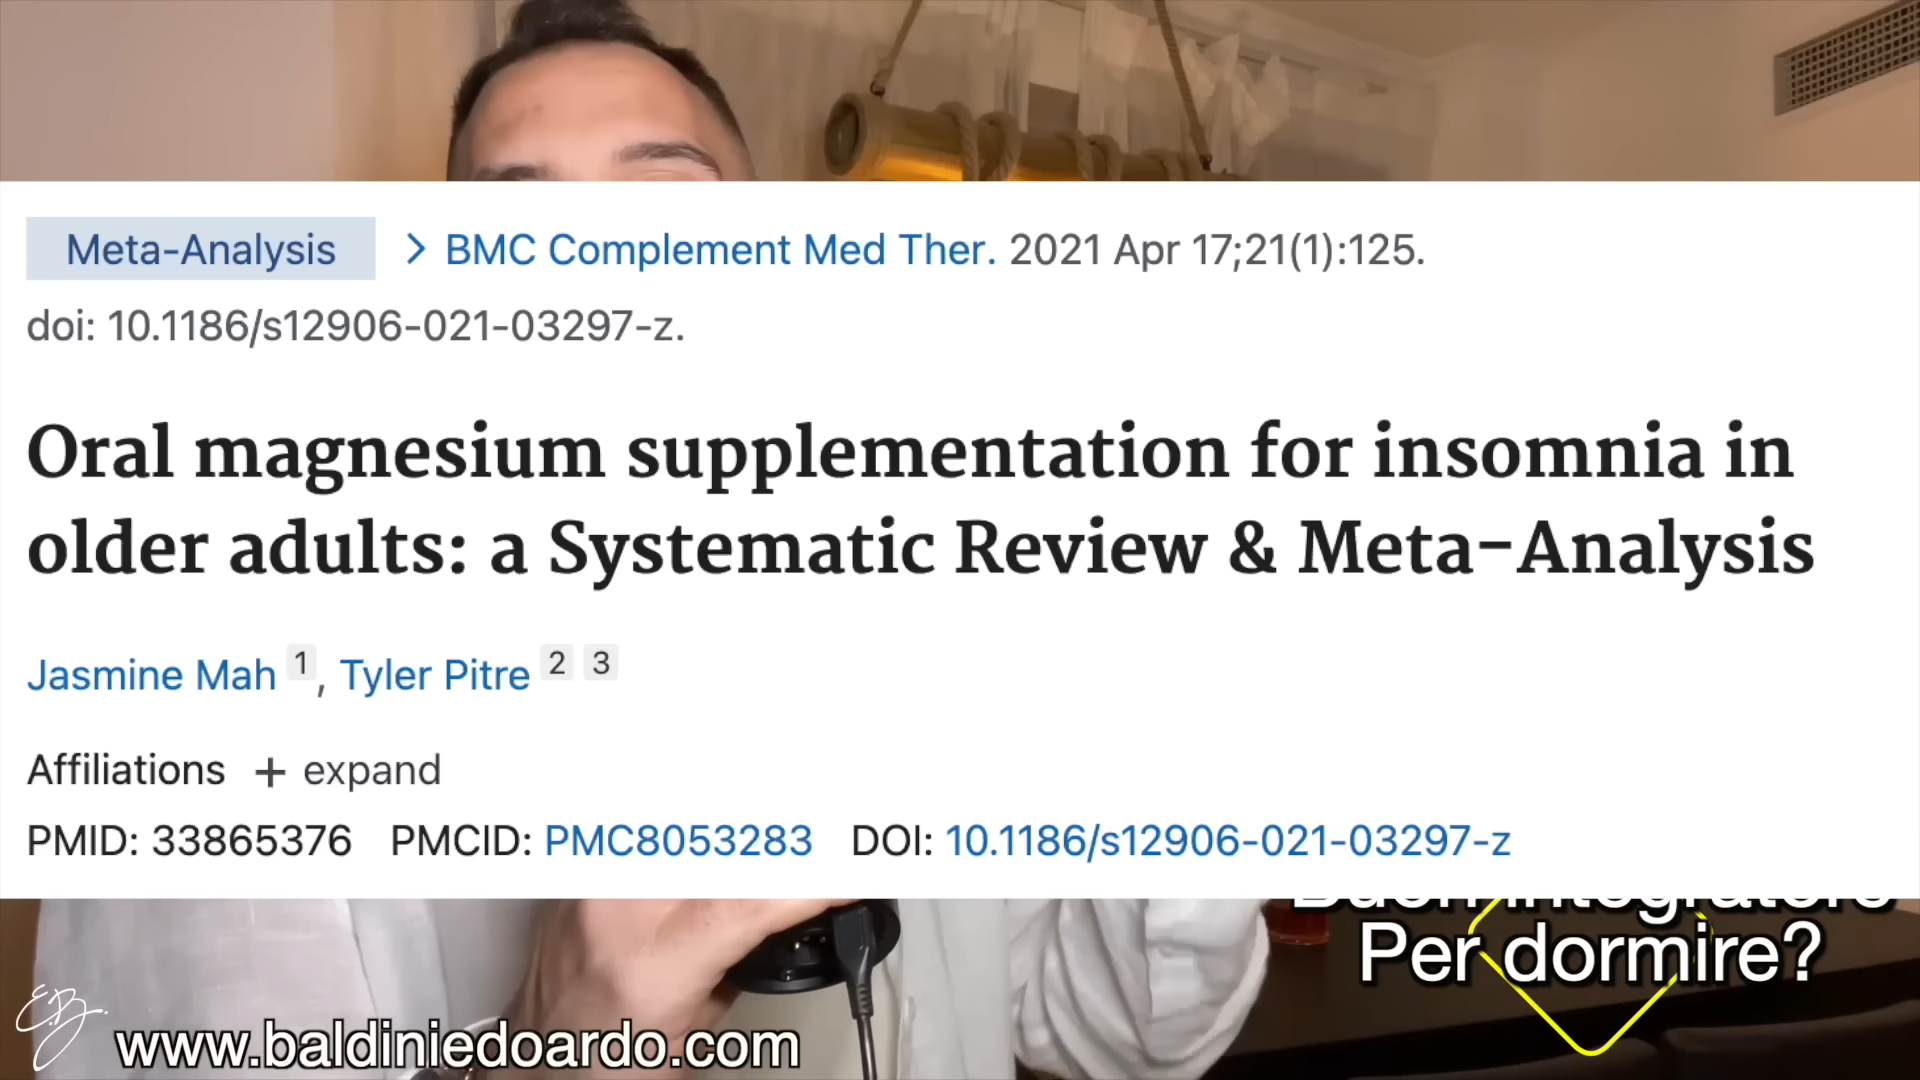 Meta-Analysis > BMC Complement Med Ther. 2021 Apr 17;21(1):125.
doi: 10.1186/s12906-021-03297-z.
Oral magnesium supplementation for insomnia in
older adults: a Systematic Review & Meta-Analysis
Jasmine Mah 1, Tyler Pitre 2 3
Affiliations + expand
PMID: 33865376 PMCID: PMC8053283 DOI: 10.1186/s12906-021-03297-z
Per dormire?
E.B.
www.baldiniedoardo.com